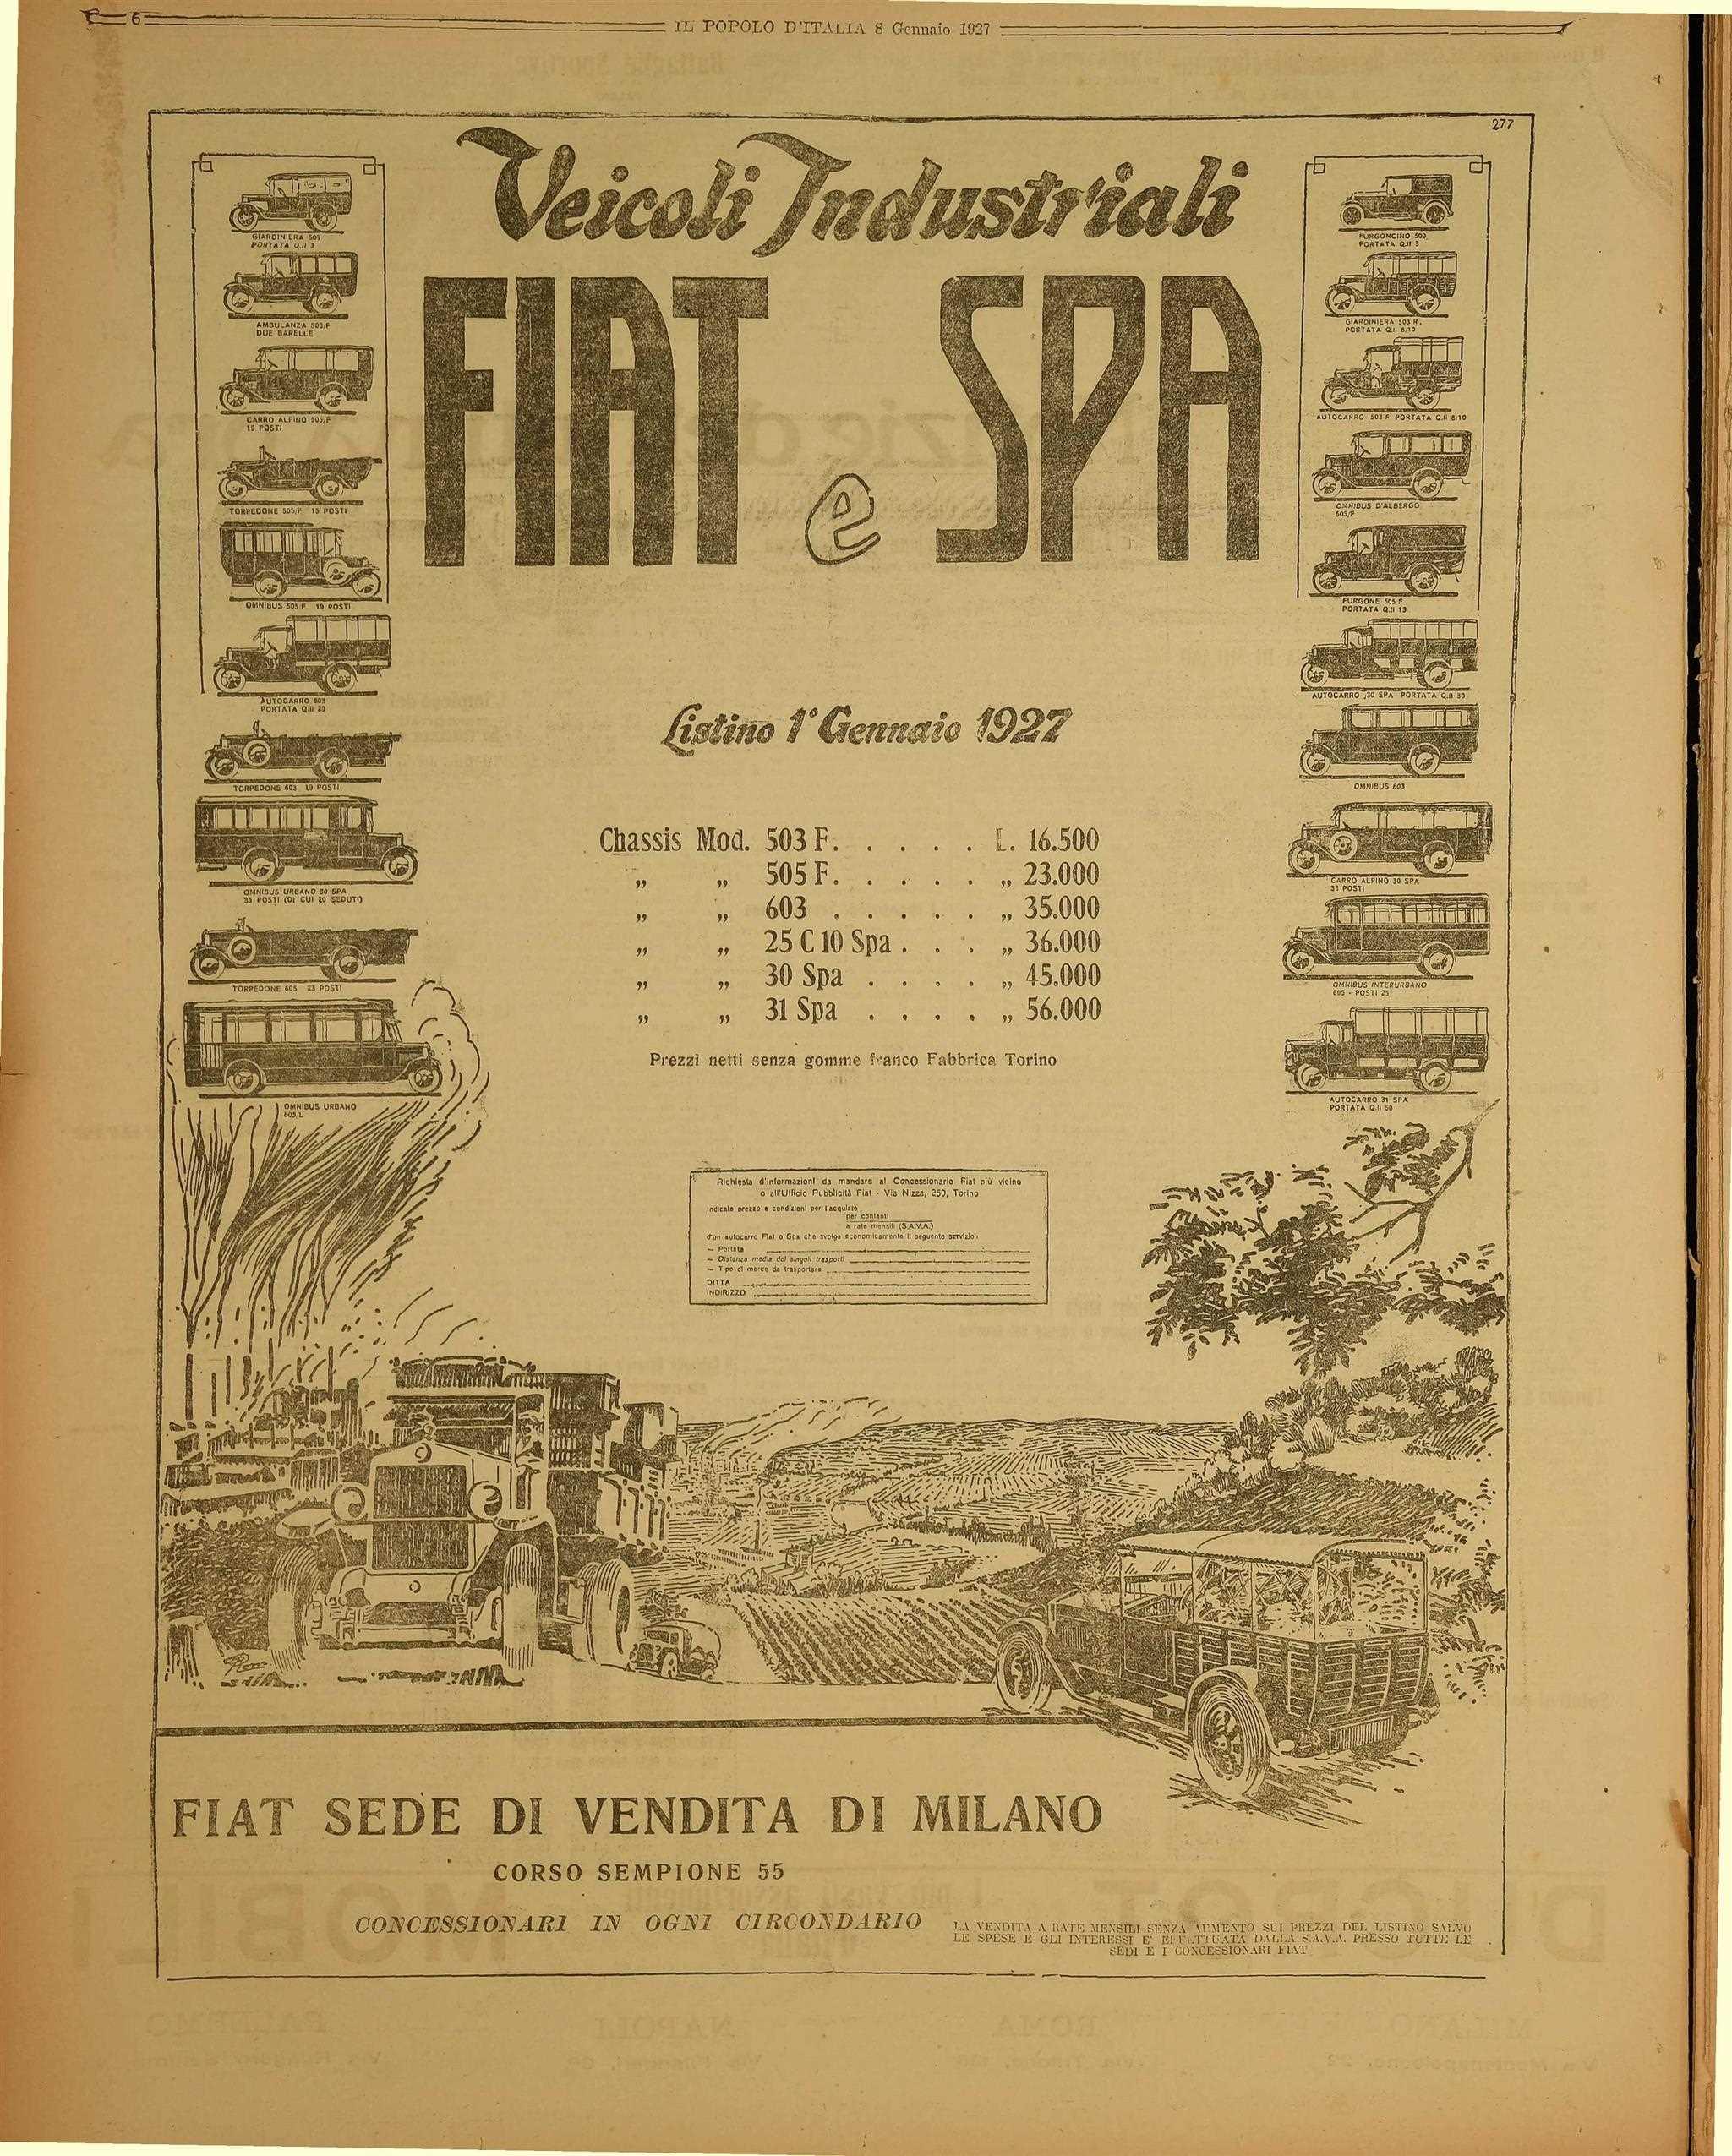 6
IL POPOLO D'ITALIA 8 Gennaio 1927
277
Veicoli Industriali
FIAT e SPA
GIARDINIERA 509
PORTATA Q.li 3
AMBULANZA 503/F
DUE BARELLE
CARRO ALPINO 505/F
19 POSTI
TORPEDONE 505/F 15 POSTI
OMNIBUS 505 F 19 POSTI
AUTOCARRO 603
PORTATA Q.li 25
TORPEDONE 603 19 POSTI
OMNIBUS URBANO 30 SPA
33 POSTI (DI CUI 20 SEDUTI)
TORPEDONE 605 23 POSTI
OMNIBUS URBANO
605/L
FURGONCINO 509
PORTATA Q.li 3
GIARDINIERA 503 R.
PORTATA Q.li 8/10
AUTOCARRO 503 F PORTATA Q.li 8/10
OMNIBUS D'ALBERGO
505/F
FURGONE 505 F
PORTATA Q.li 13
AUTOCARRO 30 SPA PORTATA Q.li 30
OMNIBUS 603
CARRO ALPINO 30 SPA
33 POSTI
OMNIBUS INTERURBANO
605 - POSTI 25
AUTOCARRO 31 SPA
PORTATA Q.li 50
Listino 1° Gennaio 1927
Chassis Mod. 503 F. . . . . . L. 16.500
„ „ 505 F. . . . . . „ 23.000
„ „ 603 . . . . . „ 35.000
„ „ 25 C 10 Spa . . . „ 36.000
„ „ 30 Spa . . . . „ 45.000
„ „ 31 Spa . . . . „ 56.000
Prezzi netti senza gomme franco Fabbrica Torino
Richiesta d'informazioni da mandare al Concessionario Fiat più vicino
o all'Ufficio Pubblicità Fiat - Via Nizza, 250, Torino
Indicate prezzo e condizioni per l'acquisto
per contanti
a rate mensili (S.A.V.A.)
d'un autocarro Fiat o Spa che svolga economicamente il seguente servizio:
— Portata
— Distanza media dei singoli trasporti
— Tipo di merce da trasportare
DITTA
INDIRIZZO
FIAT SEDE DI VENDITA DI MILANO
CORSO SEMPIONE 55
CONCESSIONARI IN OGNI CIRCONDARIO
LA VENDITA A RATE MENSILI SENZA AUMENTO SUI PREZZI DEL LISTINO SALVO
LE SPESE E GLI INTERESSI E' EFFETTUATA DALLA S.A.V.A. PRESSO TUTTE LE
SEDI E I CONCESSIONARI FIAT